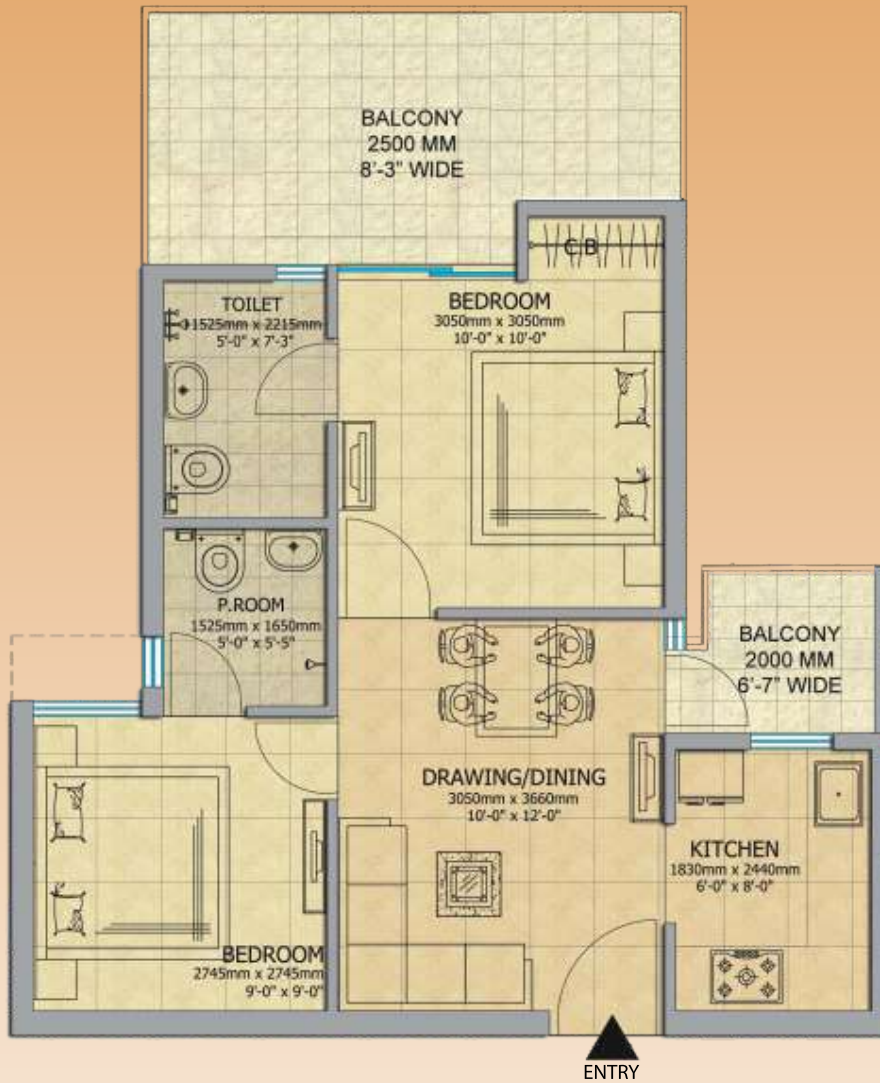 BALCONY
2500 MM
8'-3" WIDE
C.B
TOILET
1525mm x 2215mm
5'-0" x 7'-3"
BEDROOM
3050mm x 3050mm
10'-0" x 10'-0"
P.ROOM
1525mm x 1650mm
5'-0" x 5'-5"
BALCONY
2000 MM
6'-7" WIDE
DRAWING/DINING
3050mm x 3660mm
10'-0" x 12'-0"
KITCHEN
1830mm x 2440mm
6'-0" x 8'-0"
BEDROOM
2745mm x 2745mm
9'-0" x 9'-0"
ENTRY